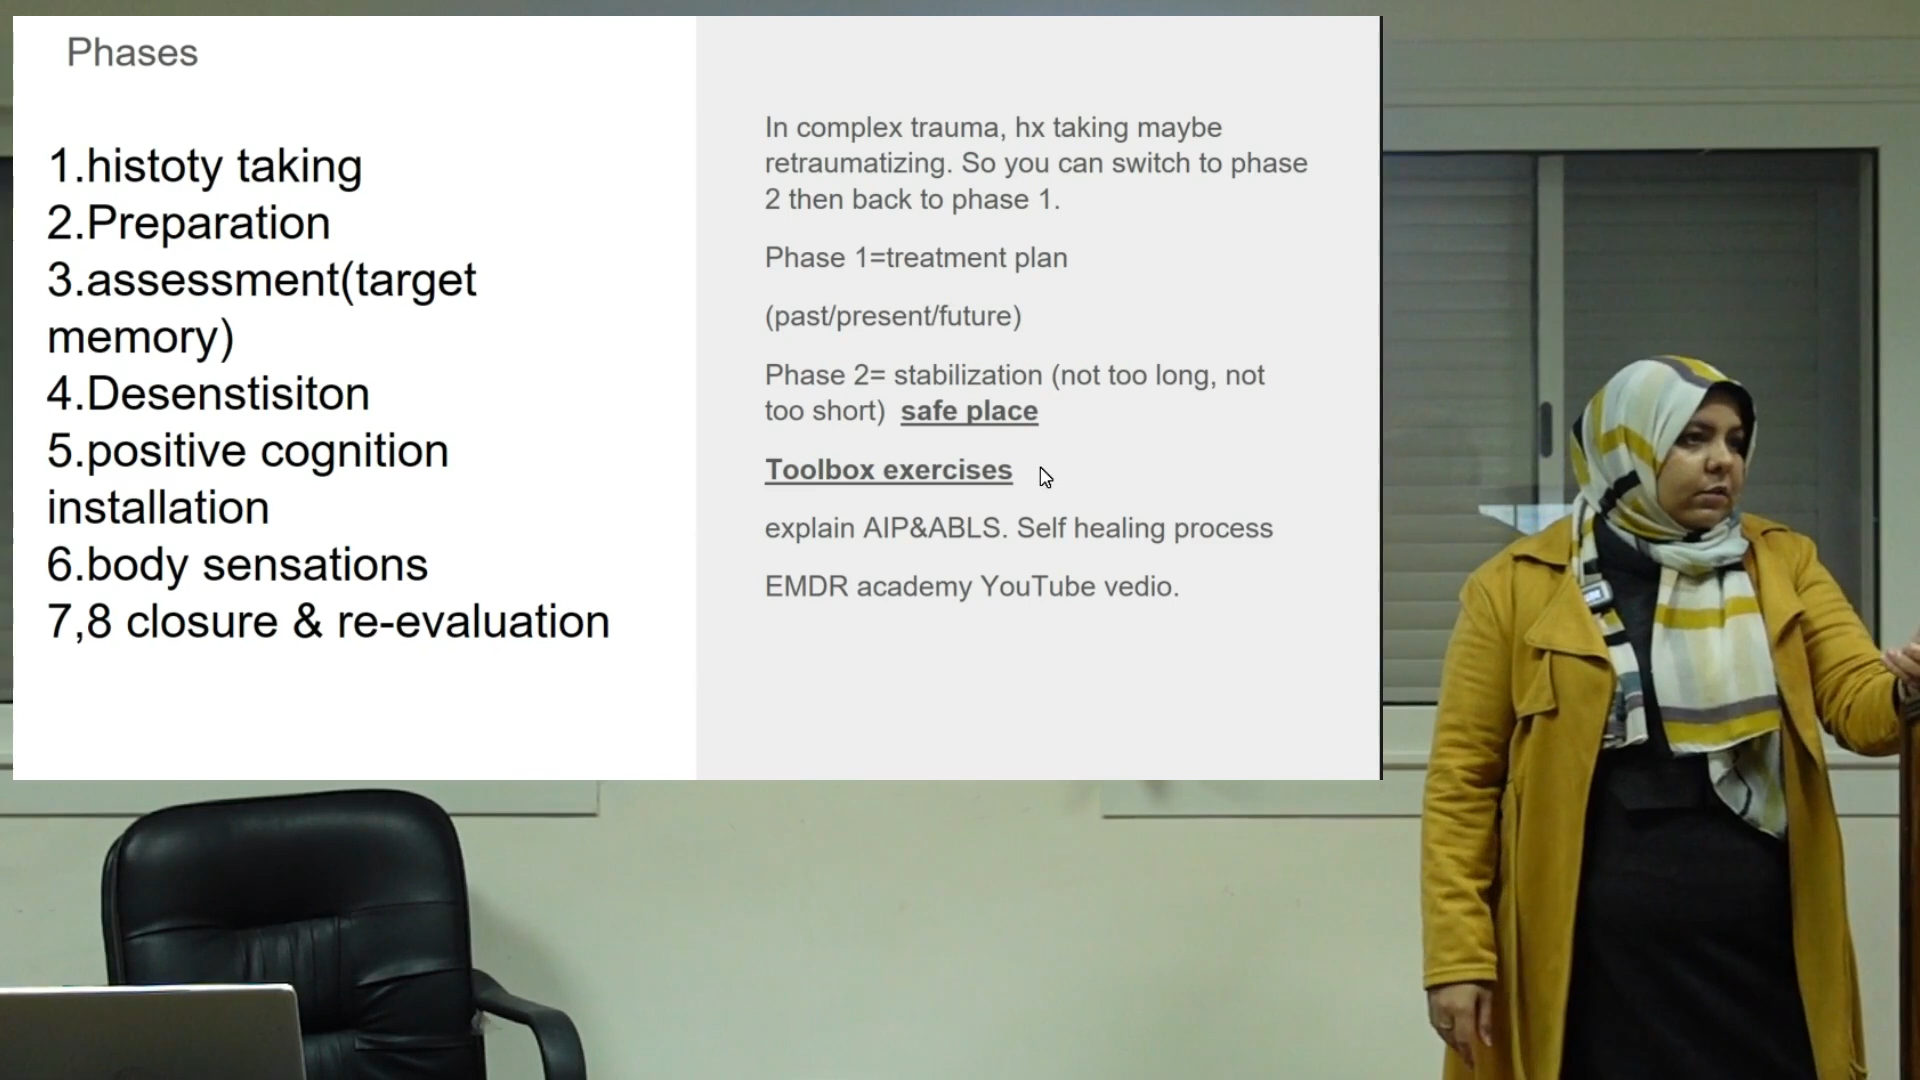 Phases
1.histoty taking
2.Preparation
3.assessment(target
memory)
4.Desenstisiton
5.positive cognition
installation
6.body sensations
7,8 closure & re-evaluation
In complex trauma, hx taking maybe
retraumatizing. So you can switch to phase
2 then back to phase 1.
Phase 1=treatment plan
(past/present/future)
Phase 2= stabilization (not too long, not
too short)  safe place
Toolbox exercises
explain AIP&ABLS. Self healing process
EMDR academy YouTube vedio.